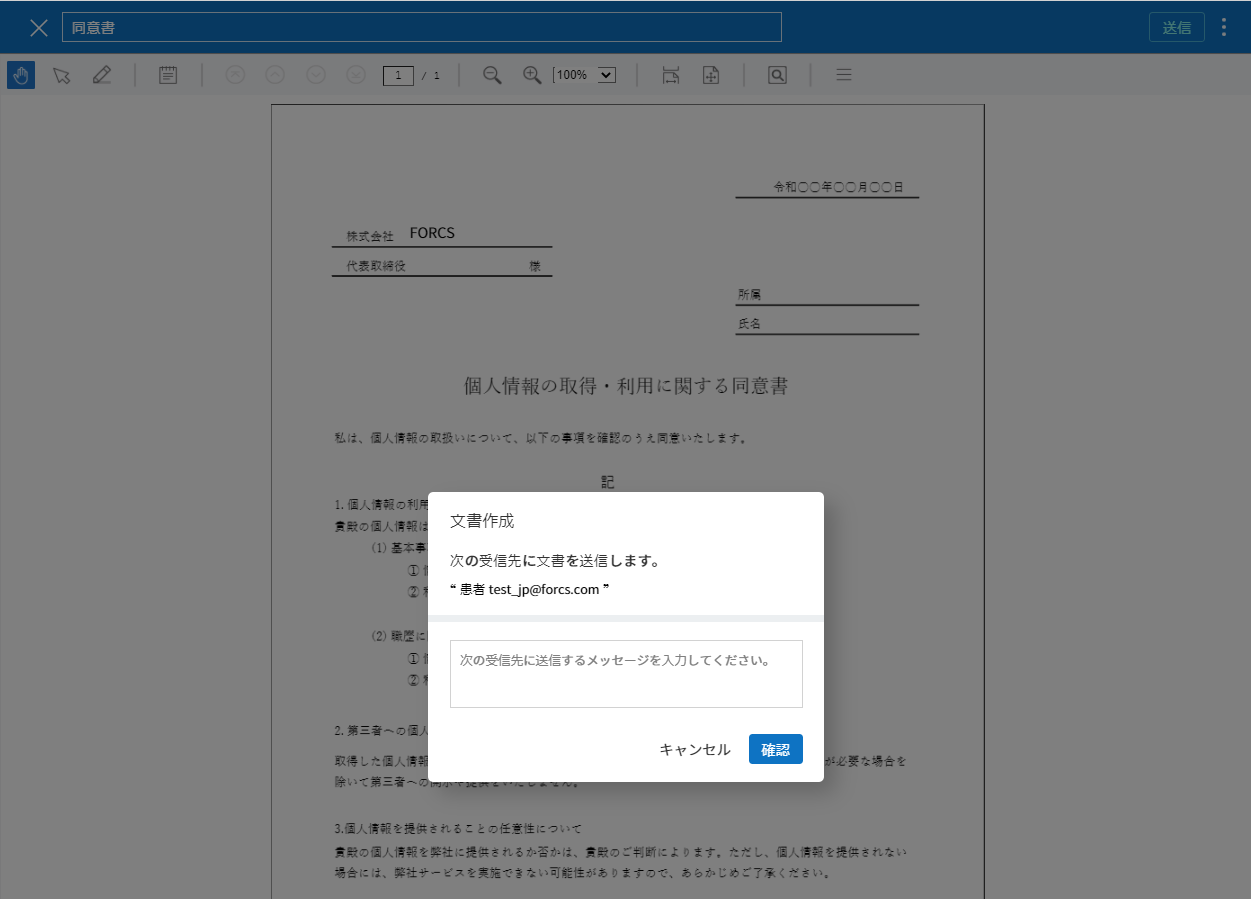 同意書
送信
1 / 1
100%
令和〇〇年〇〇月〇〇日
株式会社 FORCS
代表取締役 様
所属
氏名
個人情報の取得・利用に関する同意書
私は、個人情報の取扱いについて、以下の事項を確認のうえ同意いたします。
記
1. 個人情報の利用
貴殿の個人情報は
(1) 基本事
①
②
(2) 職歴に
①
②
2. 第三者への個人
取得した個人情報 が必要な場合を
除いて第三者への開示や提供をいたしません。
3.個人情報を提供されることの任意性について
貴殿の個人情報を弊社に提供されるか否かは、貴殿のご判断によります。ただし、個人情報を提供されない
場合には、弊社サービスを実施できない可能性がありますので、あらかじめご了承ください。
文書作成
次の受信先に文書を送信します。
“ 患者 test_jp@forcs.com ”
次の受信先に送信するメッセージを入力してください。
キャンセル 確認